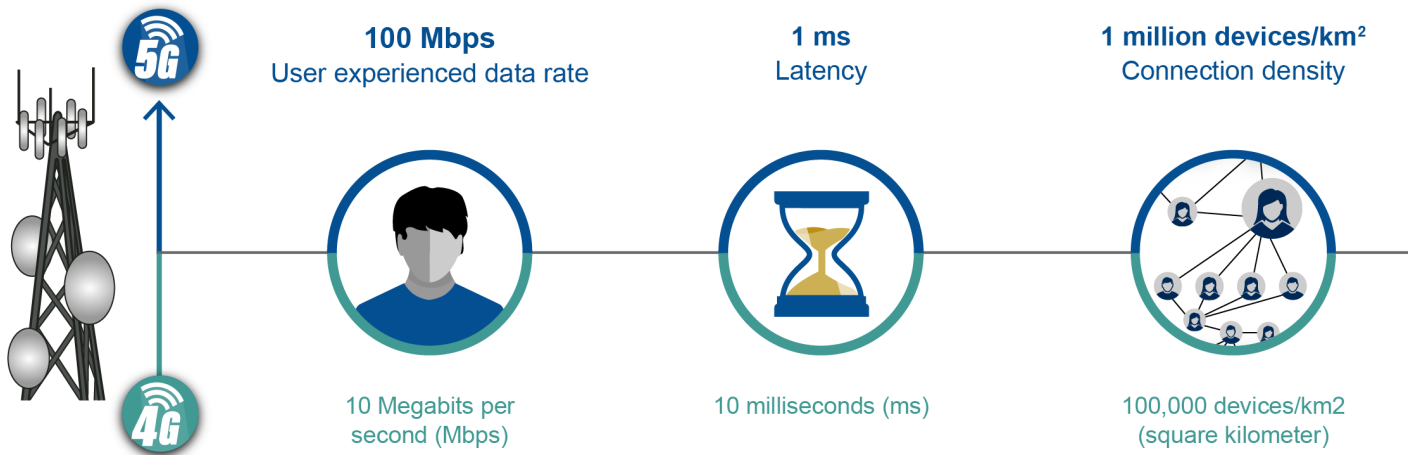 5G
100 Mbps
User experienced data rate
1 ms
Latency
1 million devices/km²
Connection density
4G
10 Megabits per
second (Mbps)
10 milliseconds (ms)
100,000 devices/km2
(square kilometer)